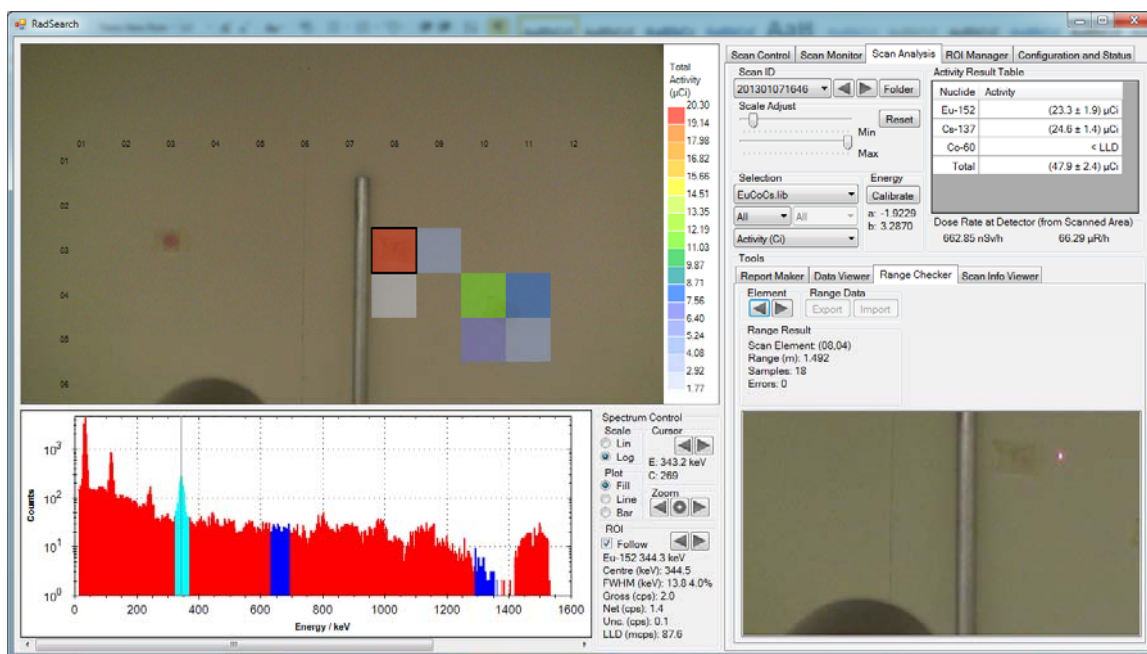 RadSearch
01 02 03 04 05 06 07 08 09 10 11 12
01
02
03
04
05
06
Total
Activity
(µCi)
20.30
19.14
17.98
16.82
15.66
14.51
13.35
12.19
11.03
9.87
8.71
7.56
6.40
5.24
4.08
2.92
1.77
Scan Control Scan Monitor Scan Analysis ROI Manager Configuration and Status
Scan ID
201301071646 Folder
Scale Adjust
Reset
Min
Max
Activity Result Table
Nuclide Activity
Eu-152 (23.3 ± 1.9) µCi
Cs-137 (24.6 ± 1.4) µCi
Co-60 < LLD
Total (47.9 ± 2.4) µCi
Selection
EuCoCs.lib
All All
Activity (Ci)
Energy
Calibrate
a: -1.9229
b: 3.2870
Dose Rate at Detector (from Scanned Area)
662.85 nSv/h 66.29 µR/h
Tools
Report Maker Data Viewer Range Checker Scan Info Viewer
Element
Range Data
Export Import
Range Result
Scan Element: (08,04)
Range (m): 1.492
Samples: 18
Errors: 0
Counts
10³
10²
10¹
10⁰
0 200 400 600 800 1000 1200 1400 1600
Energy / keV
Spectrum Control
Scale
Lin
Log
Cursor
E: 343.2 keV
C: 269
Plot
Fill
Line
Bar
Zoom
ROI
Follow
Eu-152 344.3 keV
Centre (keV): 344.5
FWHM (keV): 13.8 4.0%
Gross (cps): 2.0
Net (cps): 1.4
Unc. (cps): 0.1
LLD (mcps): 87.6